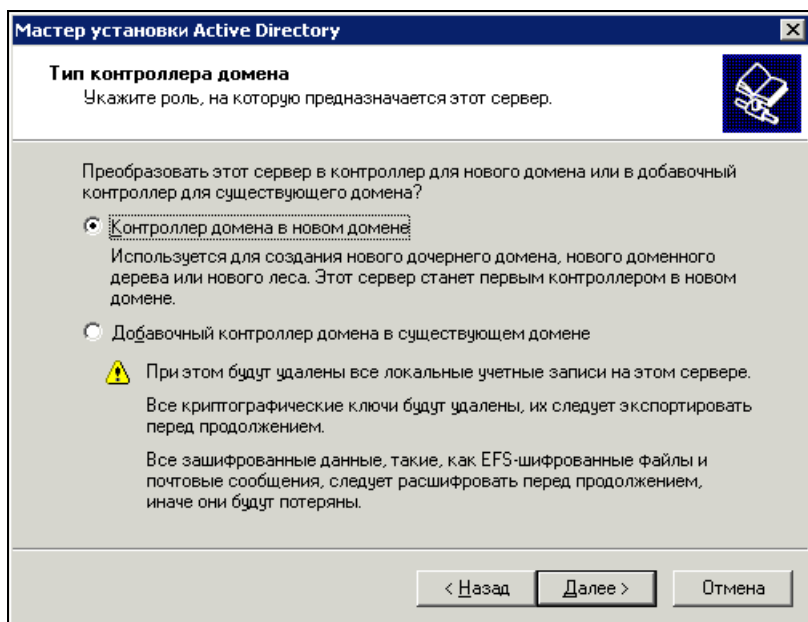 Мастер установки Active Directory
Тип контроллера домена
Укажите роль, на которую предназначается этот сервер.
Преобразовать этот сервер в контроллер для нового домена или в добавочный
контроллер для существующего домена?
Контроллер домена в новом домене
Используется для создания нового дочернего домена, нового доменного
дерева или нового леса. Этот сервер станет первым контроллером в новом
домене.
Добавочный контроллер домена в существующем домене
При этом будут удалены все локальные учетные записи на этом сервере.
Все криптографические ключи будут удалены, их следует экспортировать
перед продолжением.
Все зашифрованные данные, такие, как EFS-шифрованные файлы и
почтовые сообщения, следует расшифровать перед продолжением,
иначе они будут потеряны.
< Назад Далее > Отмена